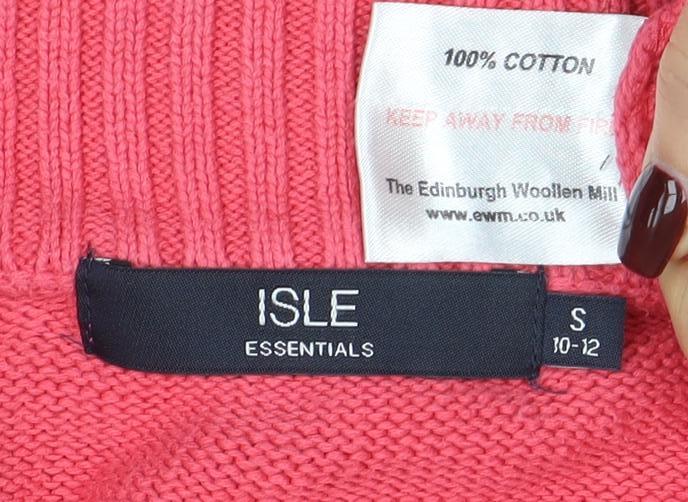 100% COTTON
KEEP AWAY FROM FIRE
The Edinburgh Woollen Mill
www.ewm.co.uk
ISLE
ESSENTIALS
S
10-12